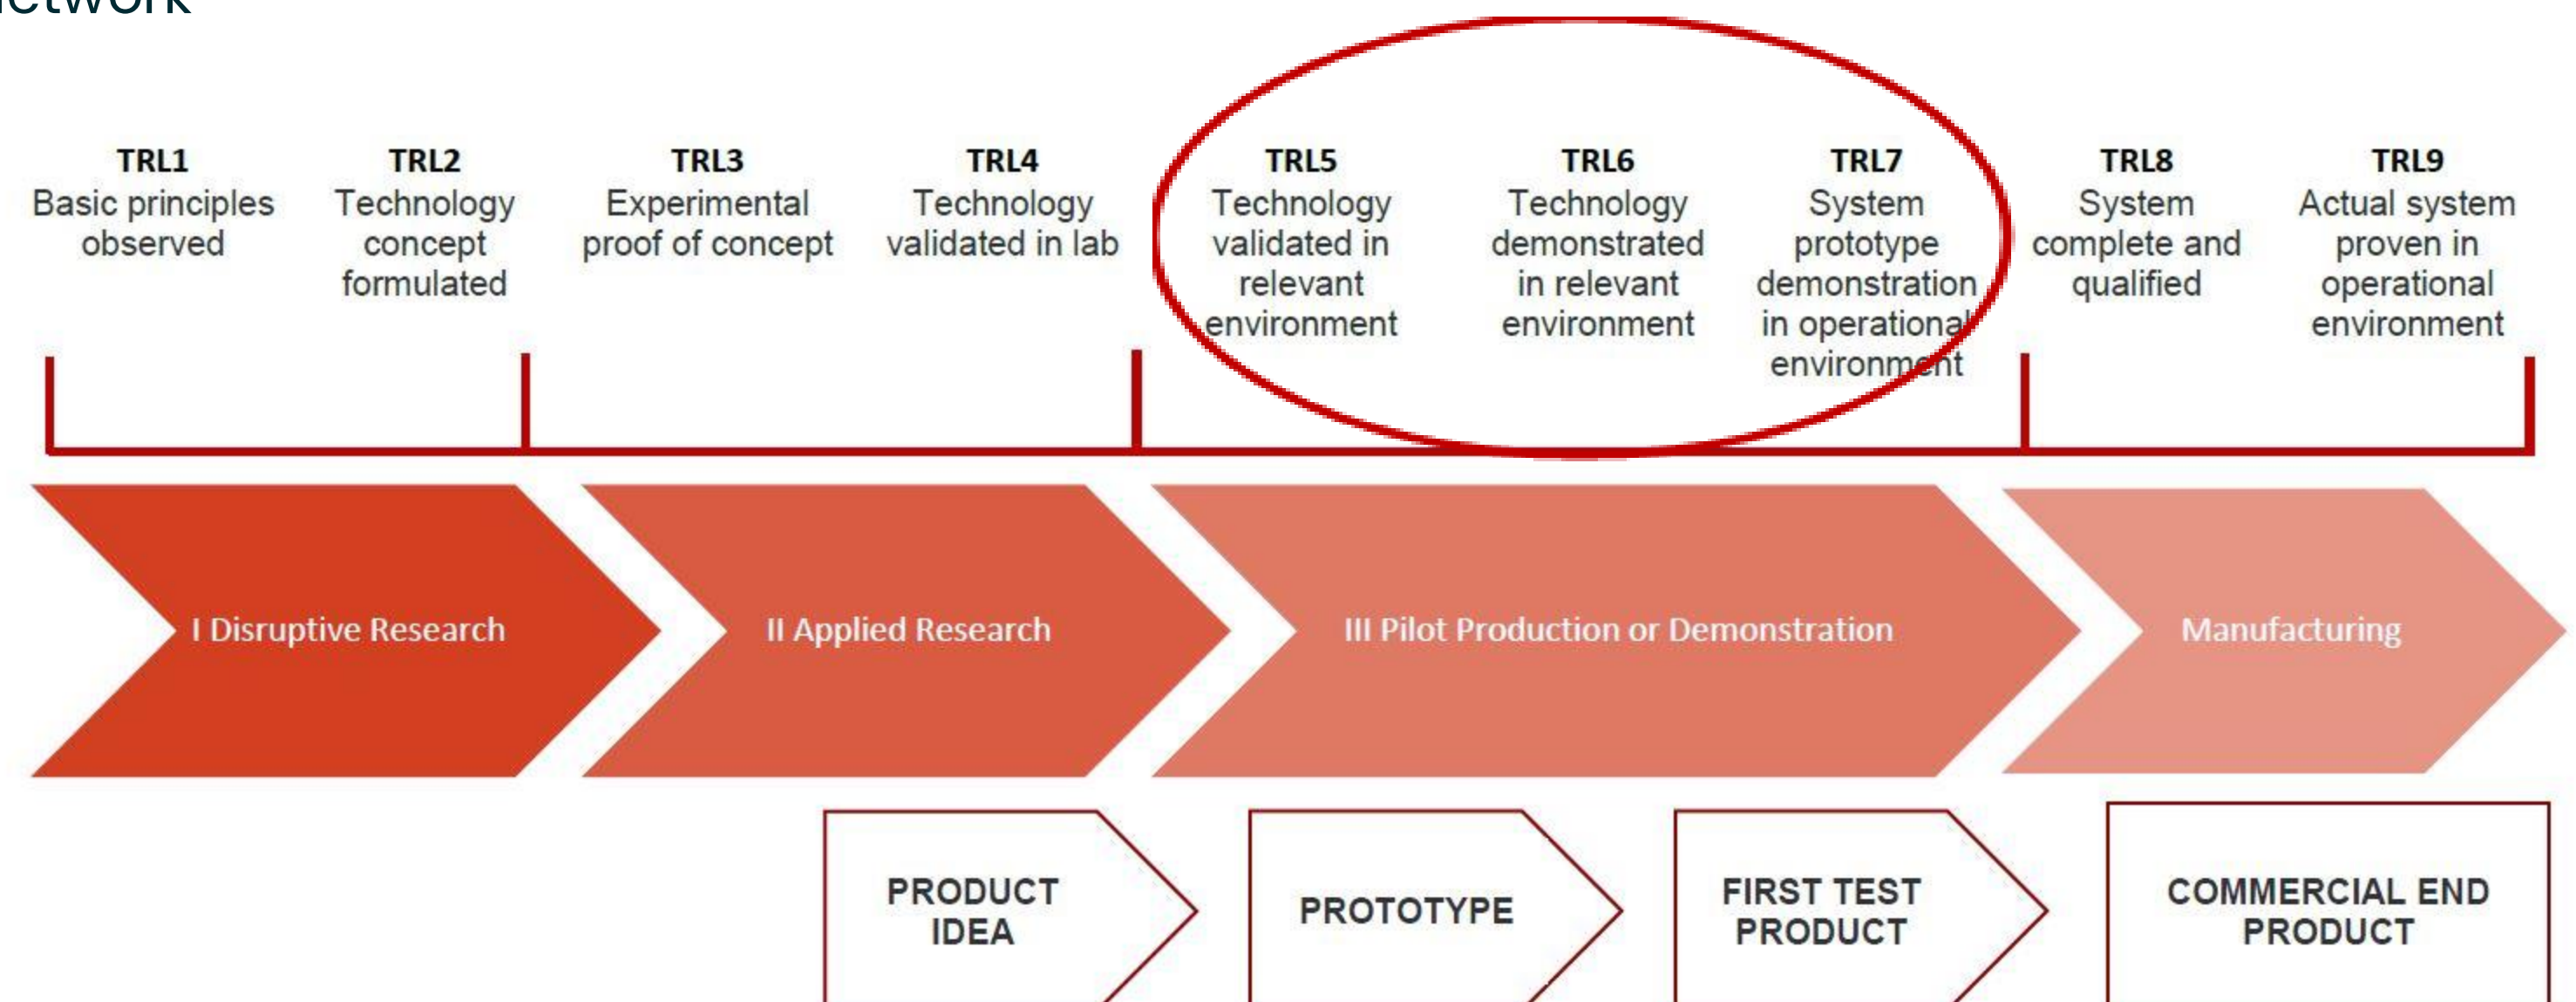 network
TRL1
Basic principles
observed
TRL2
Technology
concept
formulated
TRL3
Experimental
proof of concept
TRL4
Technology
validated in lab
TRL5
Technology
validated in
relevant
environment
TRL6
Technology
demonstrated
in relevant
environment
TRL7
System
prototype
demonstration
in operational
environment
TRL8
System
complete and
qualified
TRL9
Actual system
proven in
operational
environment
I Disruptive Research
II Applied Research
III Pilot Production or Demonstration
Manufacturing
PRODUCT
IDEA
PROTOTYPE
FIRST TEST
PRODUCT
COMMERCIAL END
PRODUCT